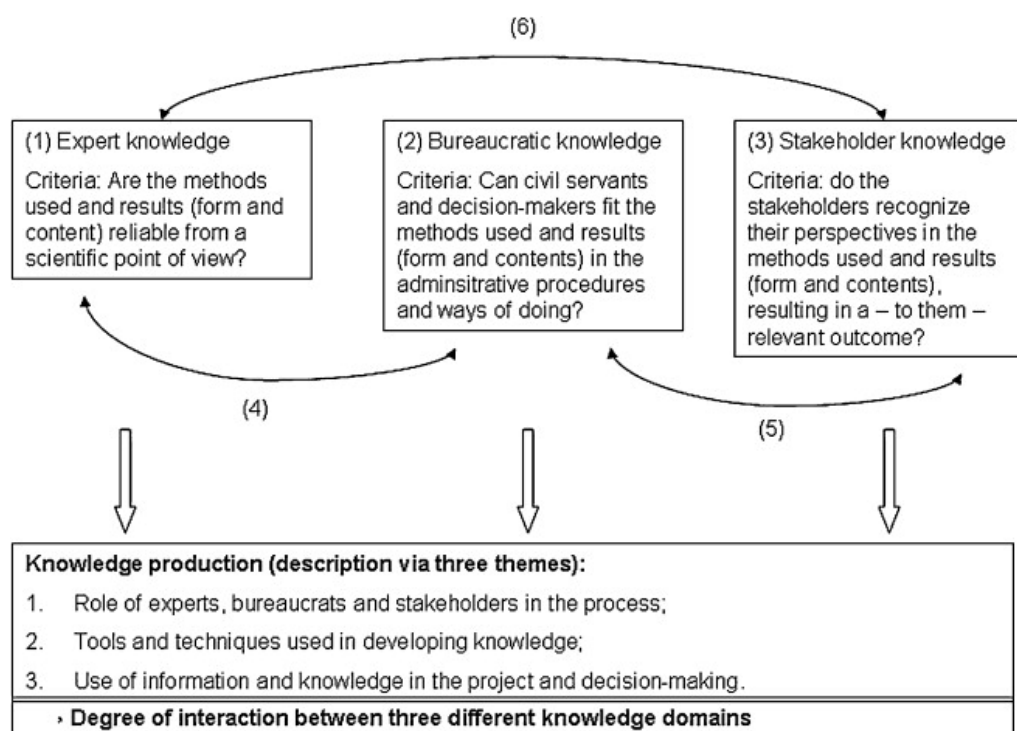 (6)
(1) Expert knowledge
Criteria: Are the methods
used and results (form and
content) reliable from a
scientific point of view?
(2) Bureaucratic knowledge
Criteria: Can civil servants
and decision-makers fit the
methods used and results
(form and contents) in the
adminsitrative procedures
and ways of doing?
(3) Stakeholder knowledge
Criteria: do the
stakeholders recognize
their perspectives in the
methods used and results
(form and contents),
resulting in a – to them –
relevant outcome?
(4)
(5)
Knowledge production (description via three themes):
1. Role of experts, bureaucrats and stakeholders in the process;
2. Tools and techniques used in developing knowledge;
3. Use of information and knowledge in the project and decision-making.
› Degree of interaction between three different knowledge domains